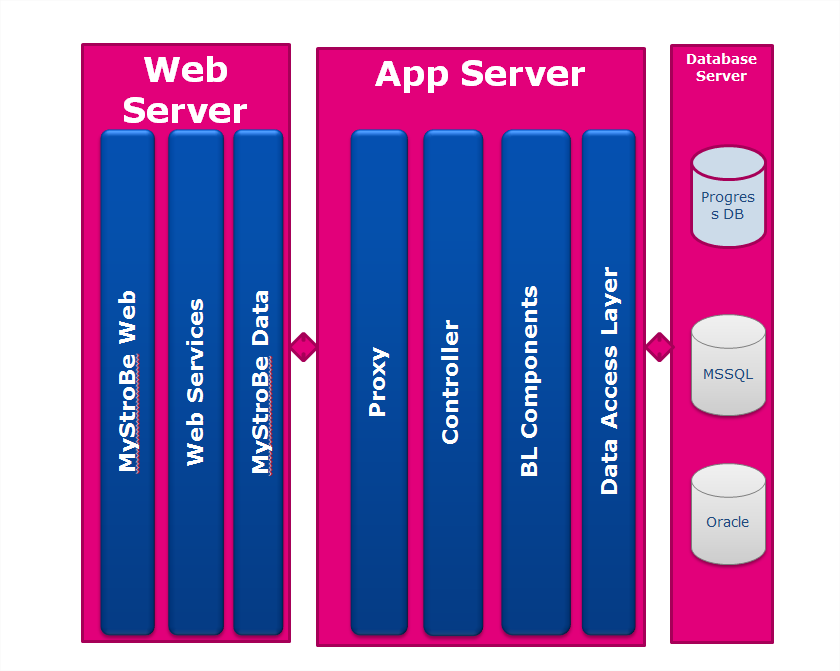 Web
Server
MyStroBe Web
Web Services
MyStroBe Data
App Server
Proxy
Controller
BL Components
Data Access Layer
Database
Server
Progres
s DB
MSSQL
Oracle